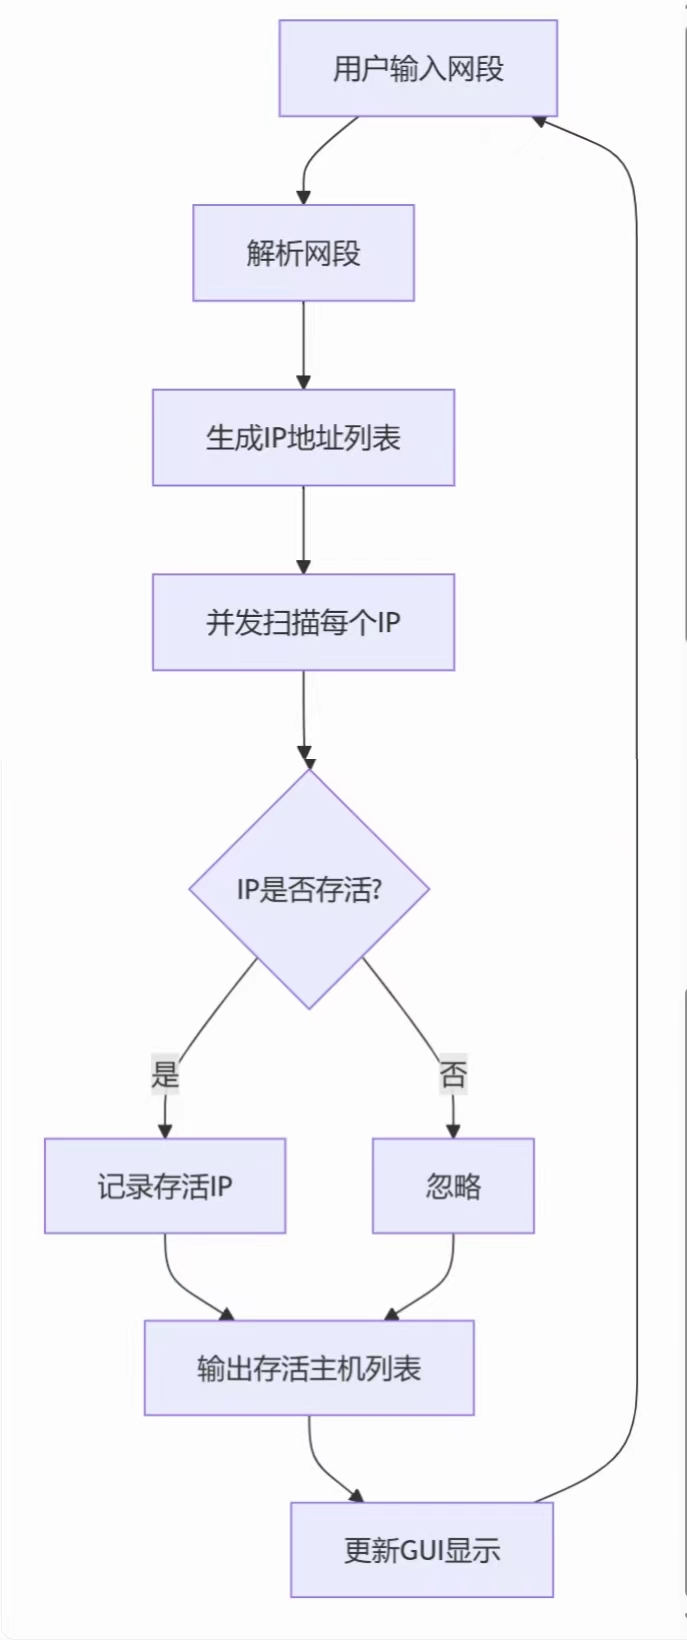 用户输入网段
解析网段
生成IP地址列表
并发扫描每个IP
IP是否存活?
是
否
记录存活IP
忽略
输出存活主机列表
更新GUI显示